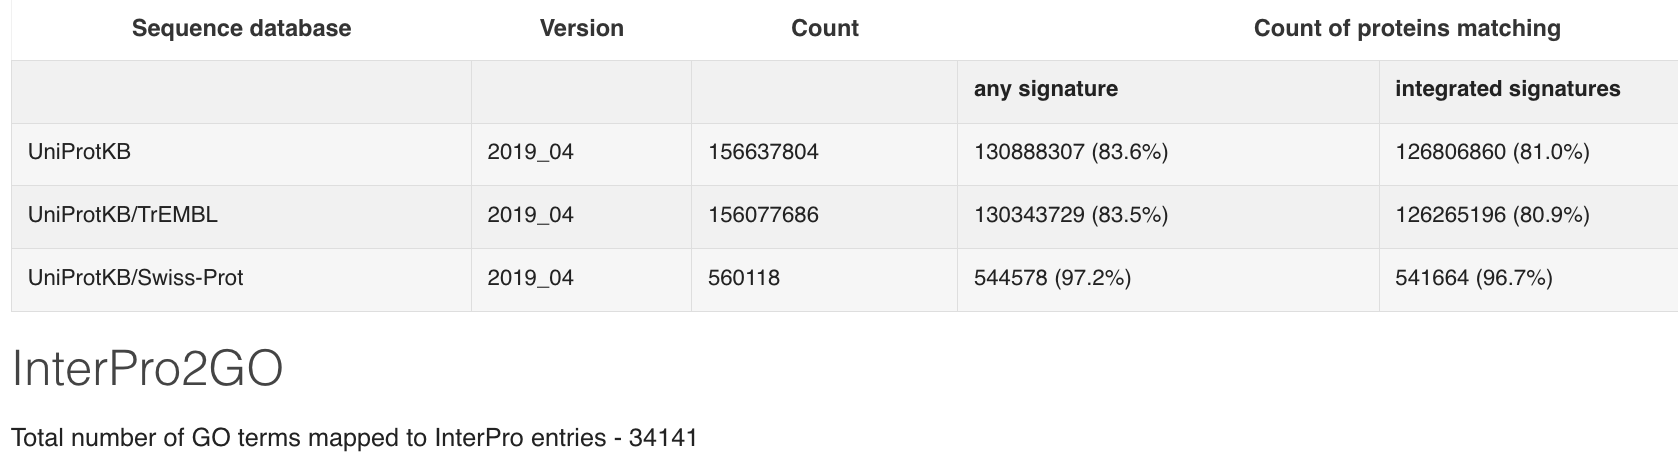 Sequence database Version Count Count of proteins matching
any signature integrated signatures
UniProtKB 2019_04 156637804 130888307 (83.6%) 126806860 (81.0%)
UniProtKB/TrEMBL 2019_04 156077686 130343729 (83.5%) 126265196 (80.9%)
UniProtKB/Swiss-Prot 2019_04 560118 544578 (97.2%) 541664 (96.7%)
InterPro2GO
Total number of GO terms mapped to InterPro entries - 34141